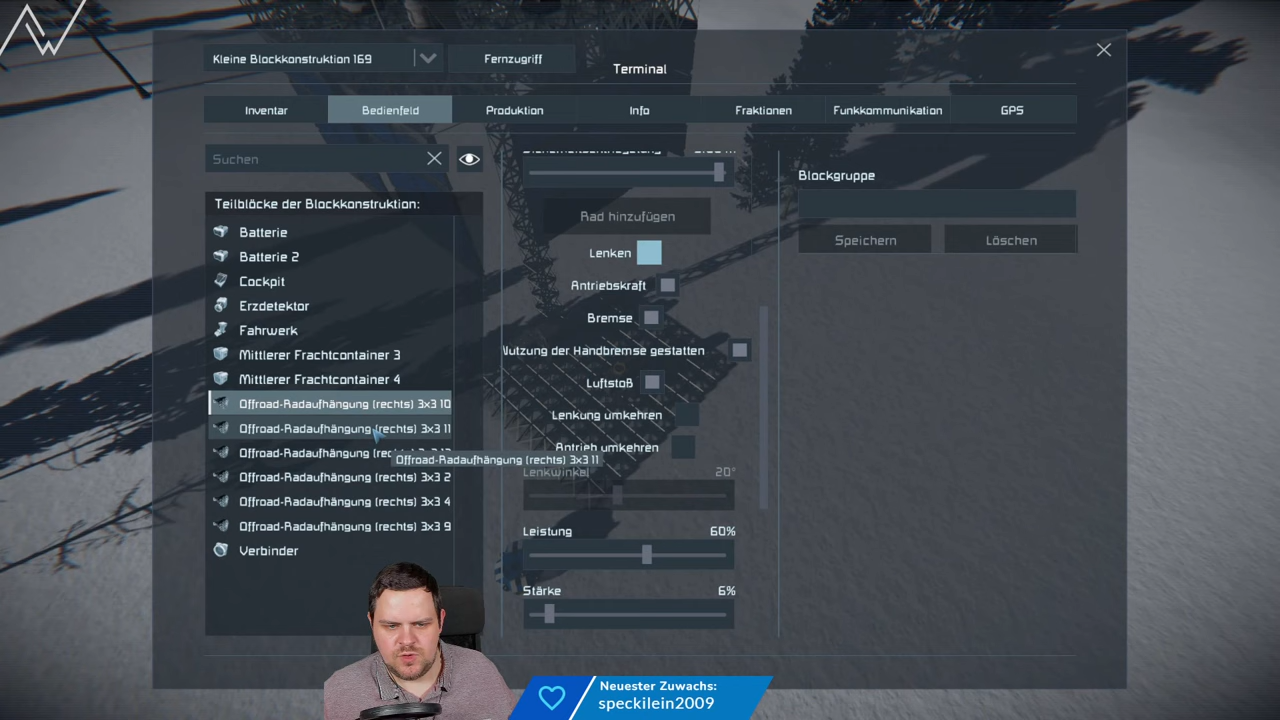 Kleine Blockkonstruktion 169
Fernzugriff
Terminal
Inventar
Bedienfeld
Produktion
Info
Fraktionen
Funkkommunikation
GPS
Suchen
Teilblöcke der Blockkonstruktion:
Batterie
Batterie 2
Cockpit
Erzdetektor
Fahrwerk
Mittlerer Frachtcontainer 3
Mittlerer Frachtcontainer 4
Offroad-Radaufhängung (rechts) 3x3 10
Offroad-Radaufhängung (rechts) 3x3 11
Offroad-Radaufhängung
Offroad-Radaufhängung (rechts) 3x3 11
Offroad-Radaufhängung (rechts) 3x3 2
Offroad-Radaufhängung (rechts) 3x3 4
Offroad-Radaufhängung (rechts) 3x3 9
Verbinder
Rad hinzufügen
Lenken
Antriebskraft
Bremse
Nutzung der Handbremse gestatten
Luftstoß
Lenkung umkehren
Antrieb umkehren
Lenkwinkel 20°
Leistung 60%
Stärke 6%
Blockgruppe
Speichern
Löschen
Neuester Zuwachs:
speckilein2009